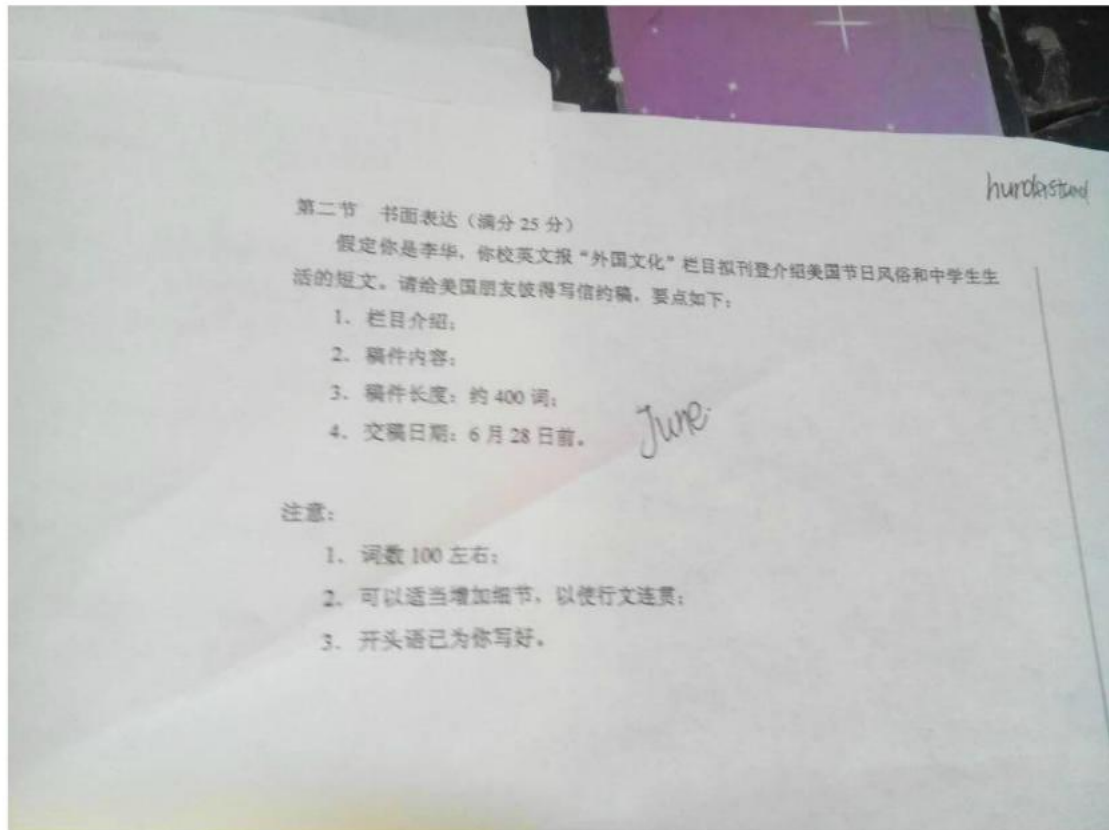 hurderstand
第二节 书面表达（满分 25 分）
假定你是李华，你校英文报“外国文化”栏目拟刊登介绍美国节日风俗和中学生生
活的短文。请给美国朋友彼得写信约稿，要点如下：
1、栏目介绍；
2、稿件内容；
3、稿件长度：约 400 词；
4、交稿日期：6 月 28 日前。
June.
注意：
1、词数 100 左右；
2、可以适当增加细节，以使行文连贯；
3、开头语已为你写好。